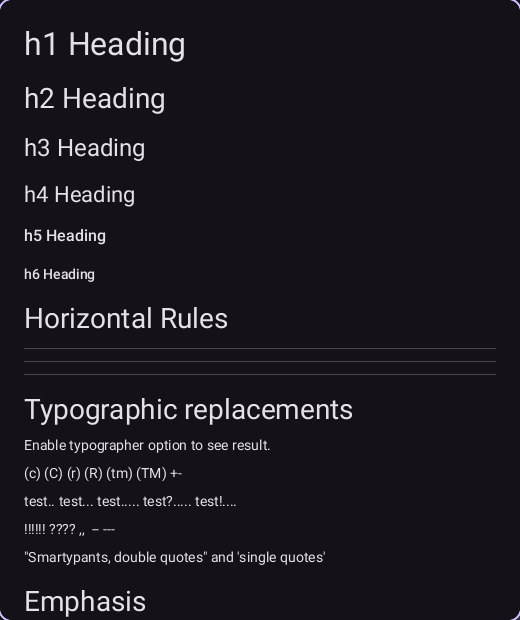 h1 Heading
h2 Heading
h3 Heading
h4 Heading
h5 Heading
h6 Heading
Horizontal Rules
Typographic replacements
Enable typographer option to see result.
(c) (C) (r) (R) (tm) (TM) +-
test.. test... test..... test?..... test!....
!!!!!! ???? ,,  -- ---
"Smartypants, double quotes" and 'single quotes'
Emphasis